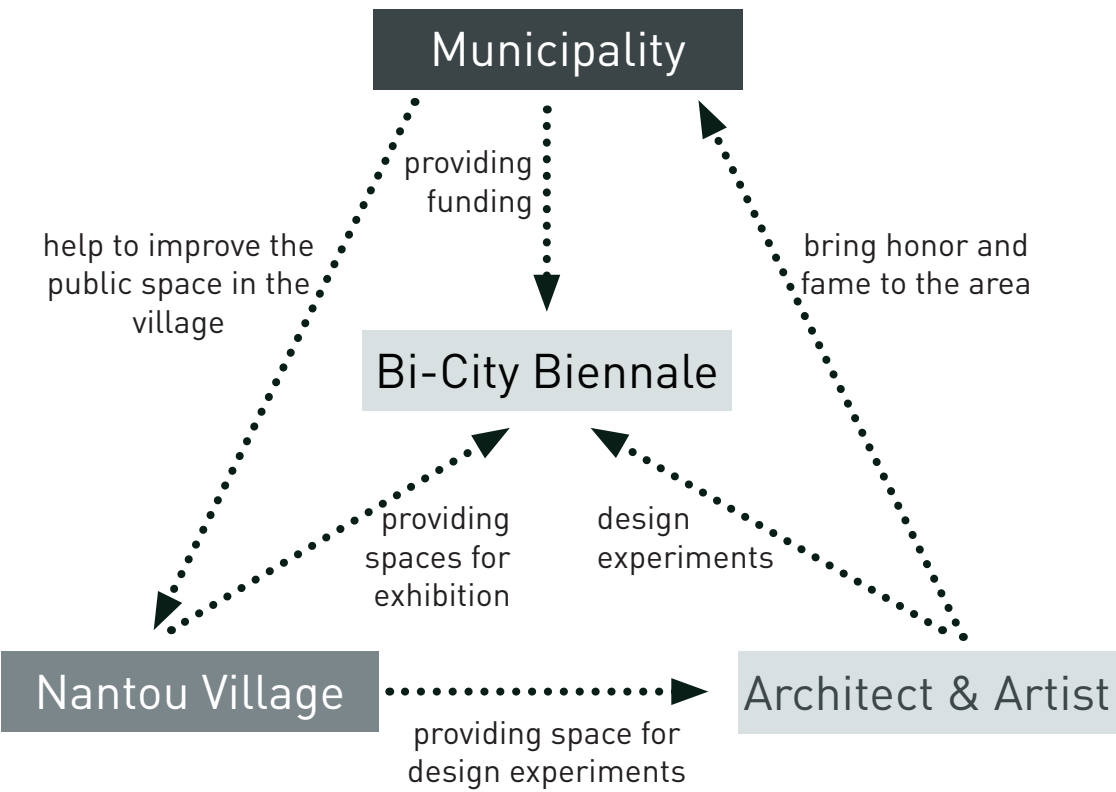 Municipality
providing
funding
help to improve the
public space in the
village
bring honor and
fame to the area
Bi-City Biennale
providing
spaces for
exhibition
design
experiments
Nantou Village
Architect & Artist
providing space for
design experiments